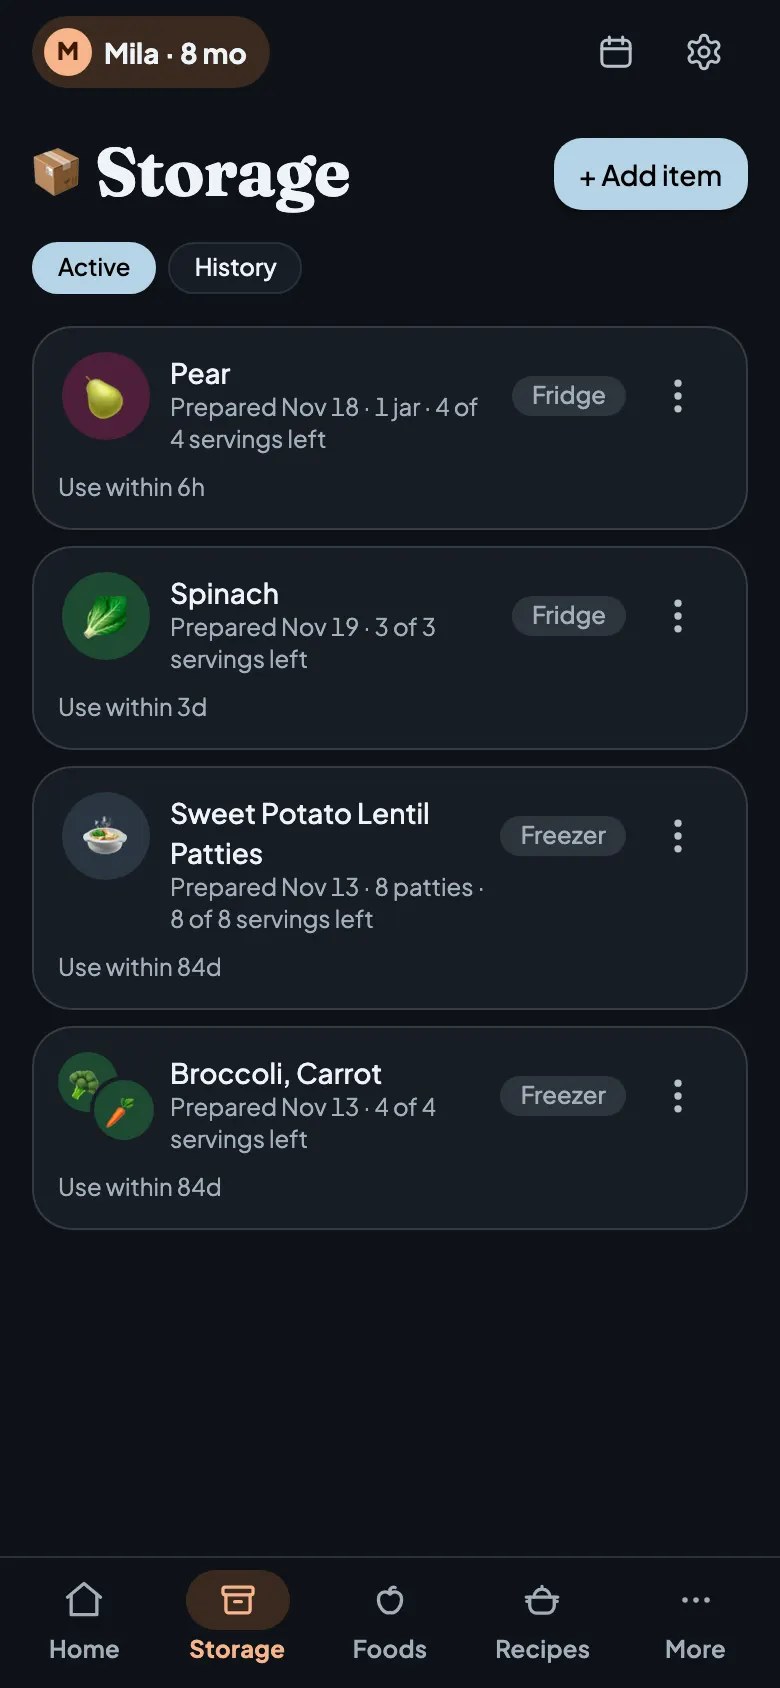 M
Mila · 8 mo
Storage
+ Add item
Active
History
Pear
Prepared Nov 18 · 1 jar · 4 of
4 servings left
Fridge
Use within 6h
Spinach
Prepared Nov 19 · 3 of 3
servings left
Fridge
Use within 3d
Sweet Potato Lentil
Patties
Prepared Nov 13 · 8 patties ·
8 of 8 servings left
Freezer
Use within 84d
Broccoli, Carrot
Prepared Nov 13 · 4 of 4
servings left
Freezer
Use within 84d
Home
Storage
Foods
Recipes
More